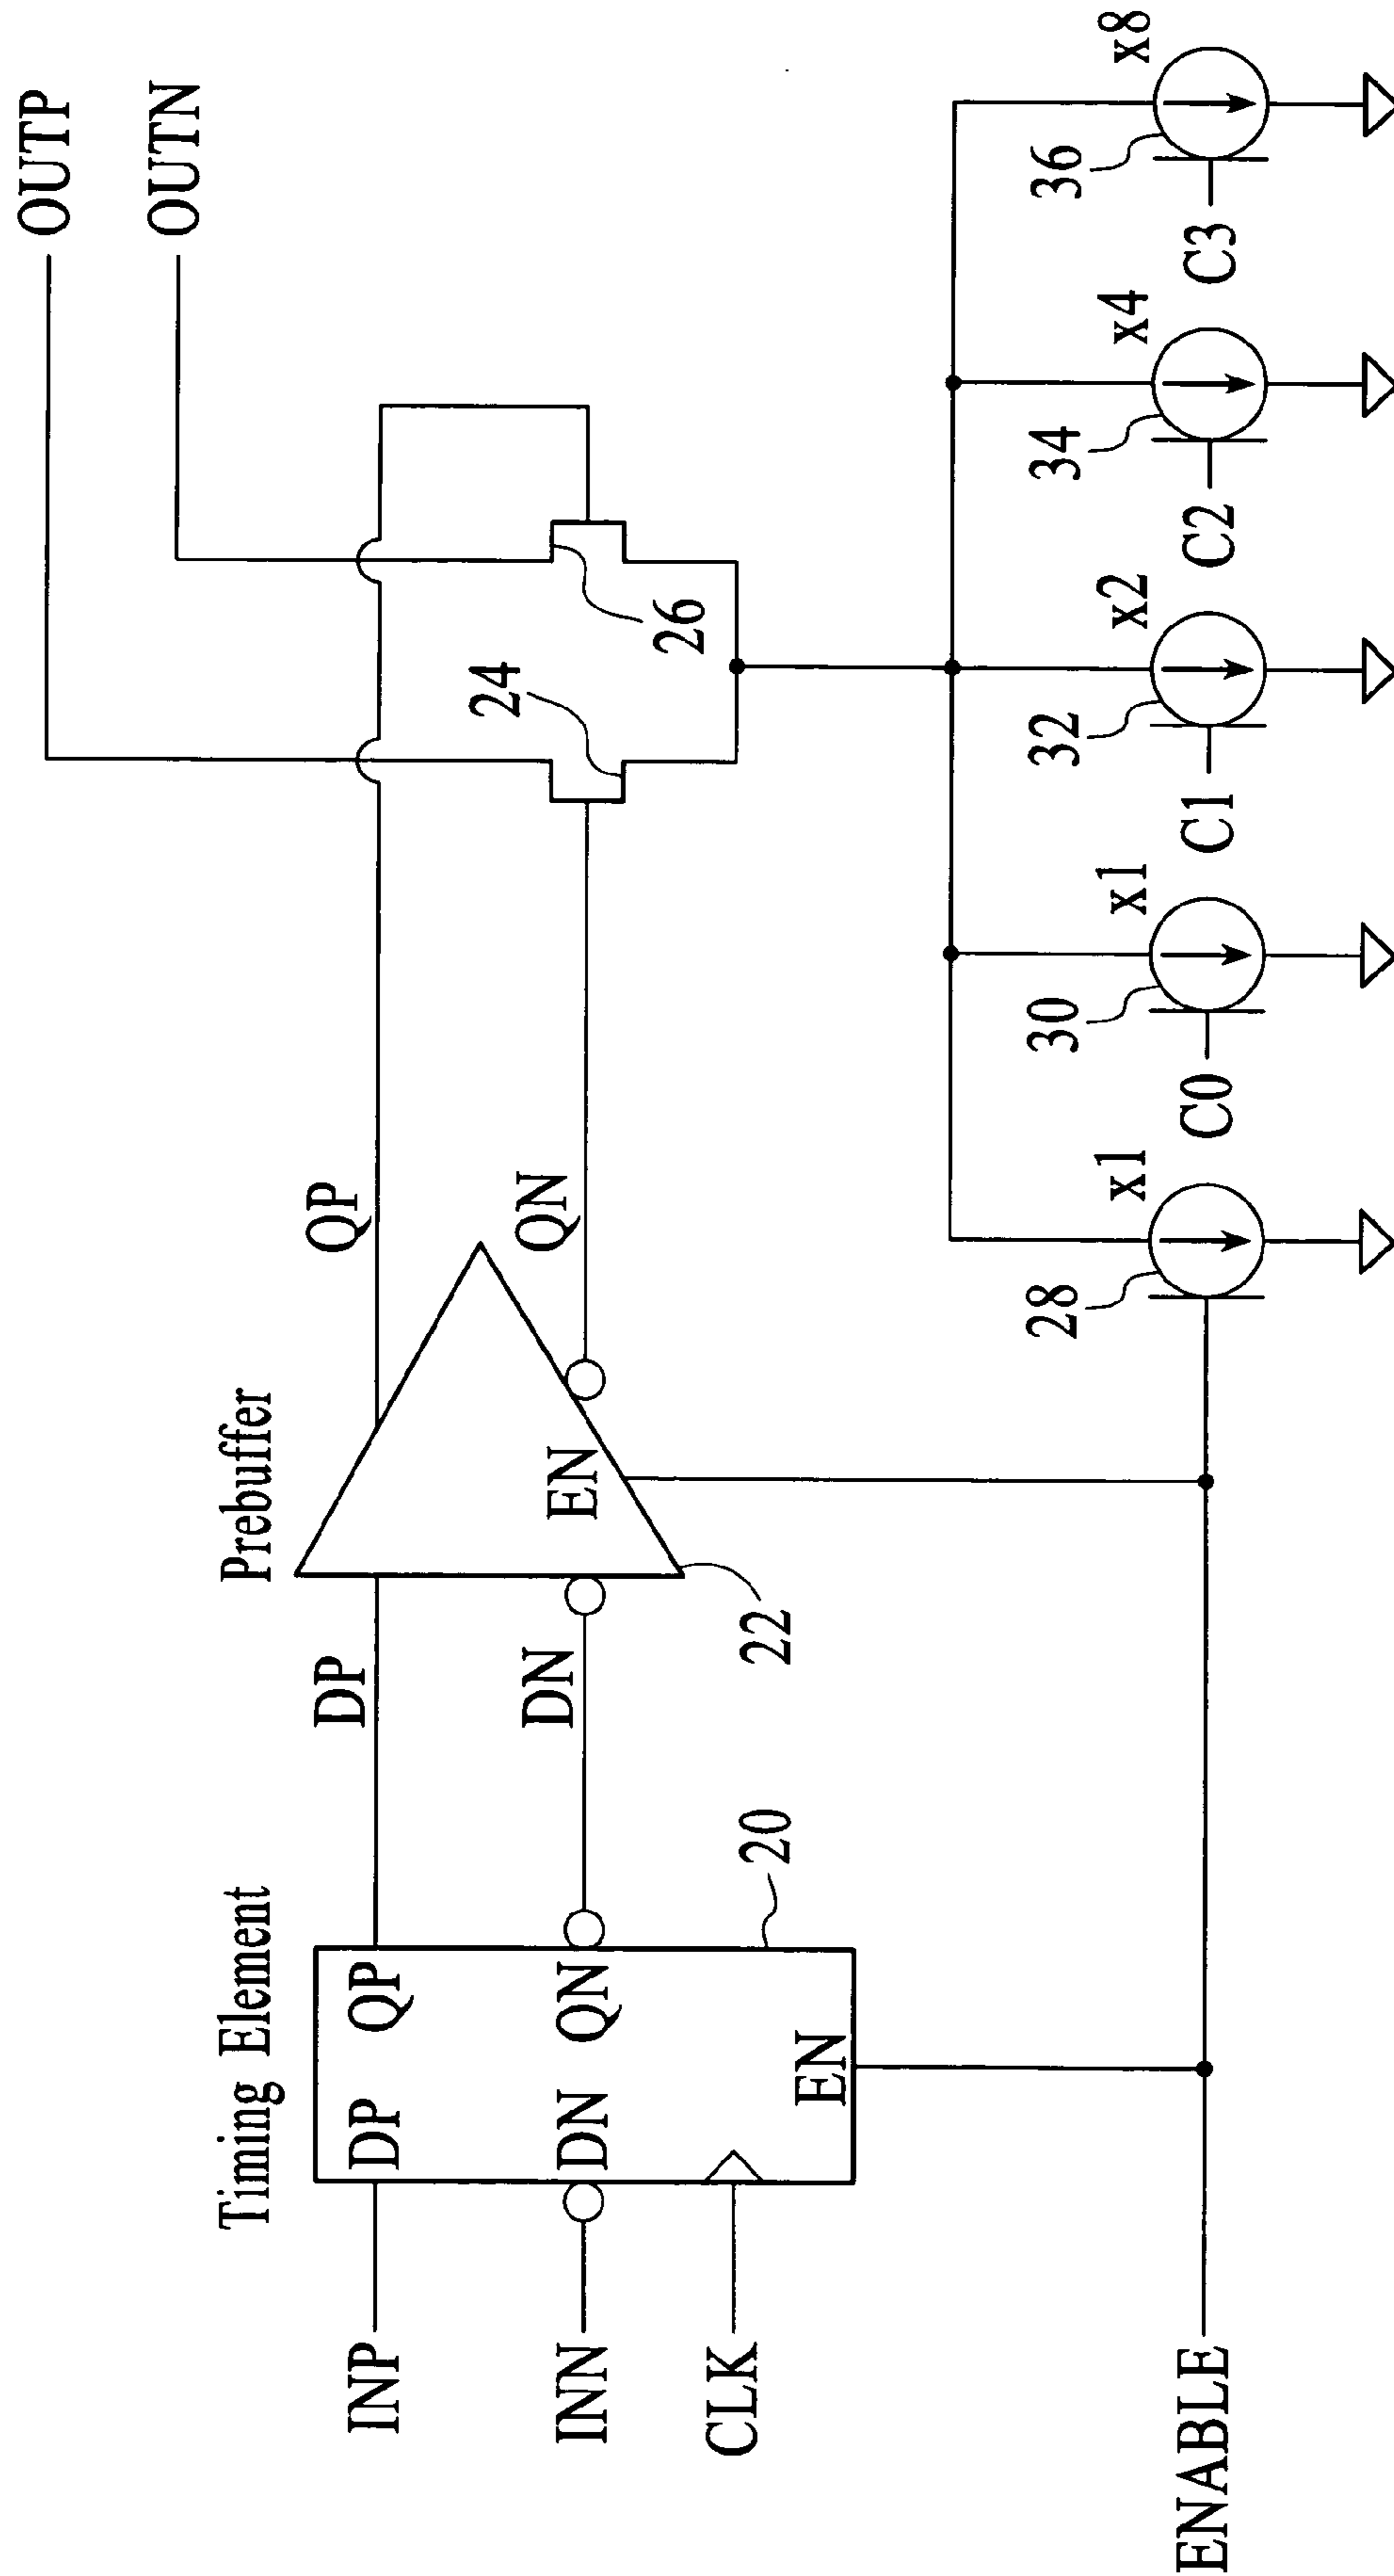 OUTP
OUTN
QP
QN
24
26
Prebuffer
EN
22
DP
DN
Timing Element
DP QP
DN QN
EN
20
INP
INN
CLK
ENABLE
28
x1
30
x1
C0
32
x2
C1
34
x4
C2
36
x8
C3